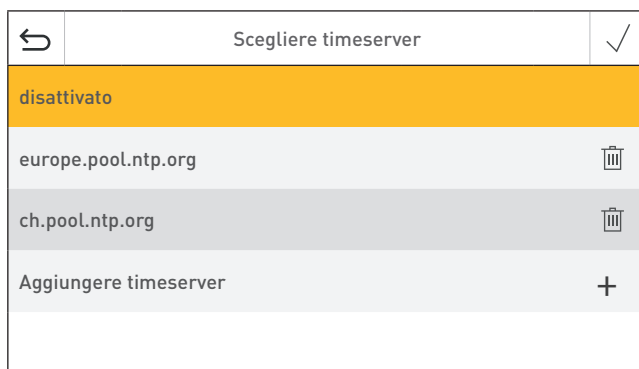 Scegliere timeserver
disattivato
europe.pool.ntp.org
ch.pool.ntp.org
Aggiungere timeserver